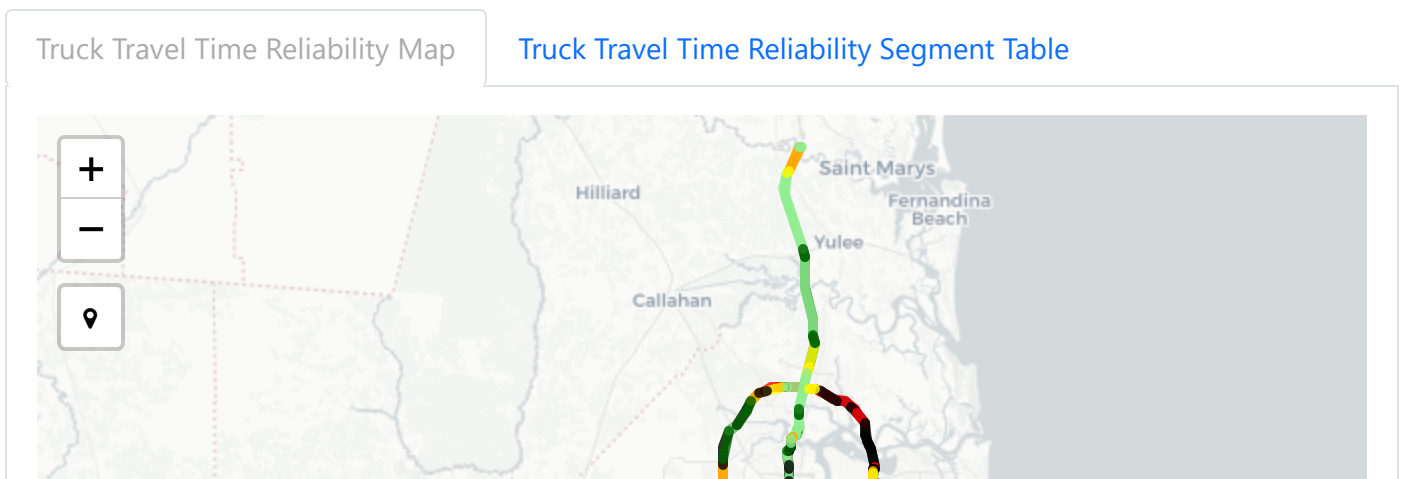 Truck Travel Time Reliability Map
Truck Travel Time Reliability Segment Table
+
−
Saint Marys
Hilliard
Fernandina
Beach
Yulee
Callahan